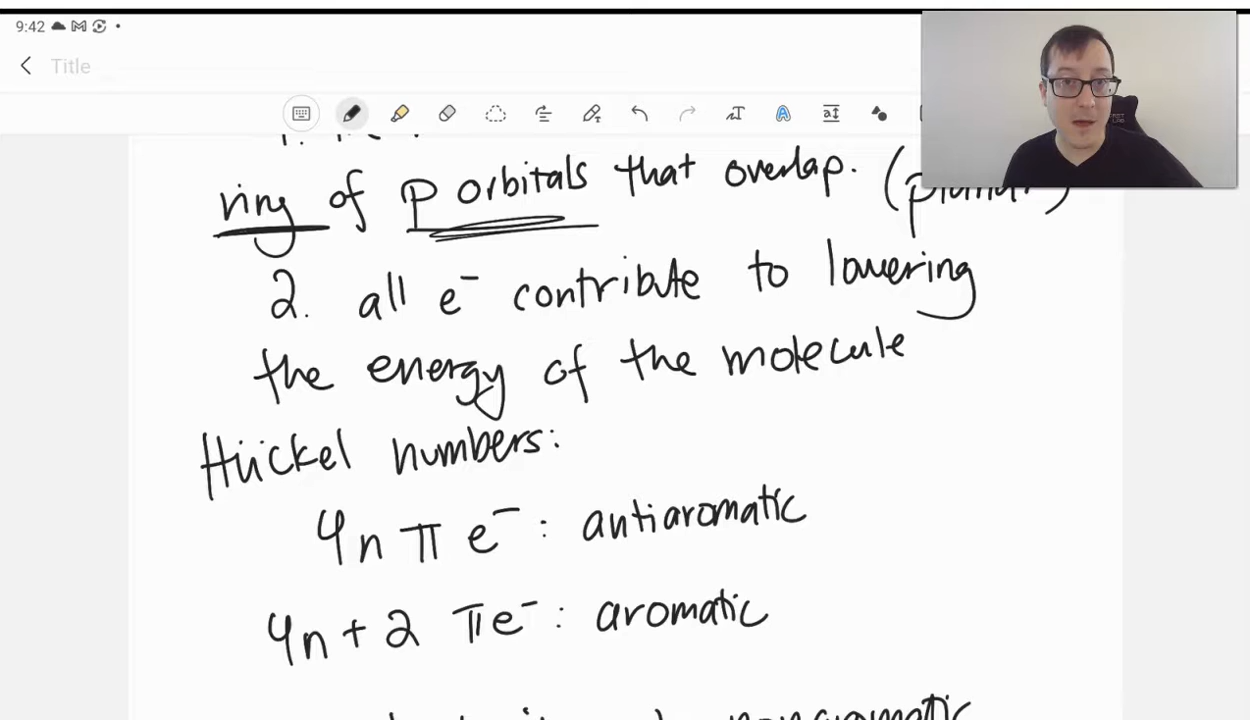 9:42
Title
ring of p orbitals that overlap. (planar)
2. all e⁻ contribute to lowering
the energy of the molecule
Hückel numbers:
4n π e⁻: antiaromatic
4n + 2 π e⁻: aromatic
nonaromatic